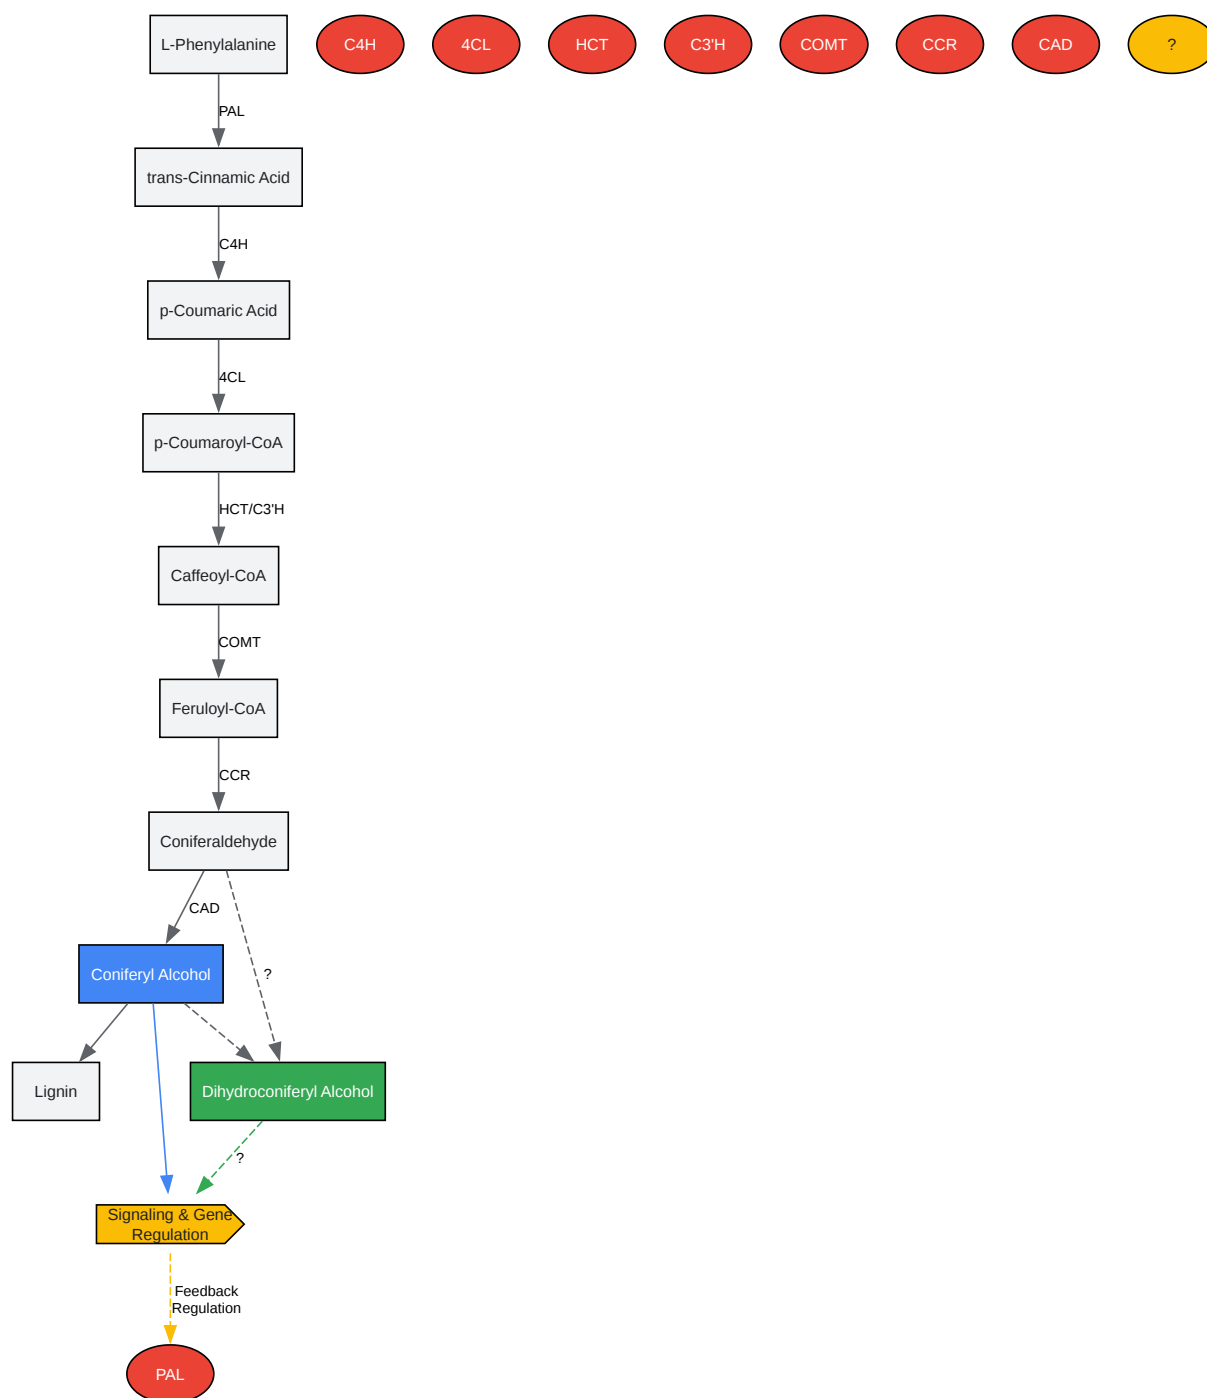 L-Phenylalanine
C4H
4CL
HCT
C3'H
COMT
CCR
CAD
?
PAL
trans-Cinnamic Acid
C4H
p-Coumaric Acid
4CL
p-Coumaroyl-CoA
HCT/C3'H
Caffeoyl-CoA
COMT
Feruloyl-CoA
CCR
Coniferaldehyde
CAD
Coniferyl Alcohol
?
Lignin
Dihydroconiferyl Alcohol
?
Signaling & Gene
Regulation
Feedback
Regulation
PAL